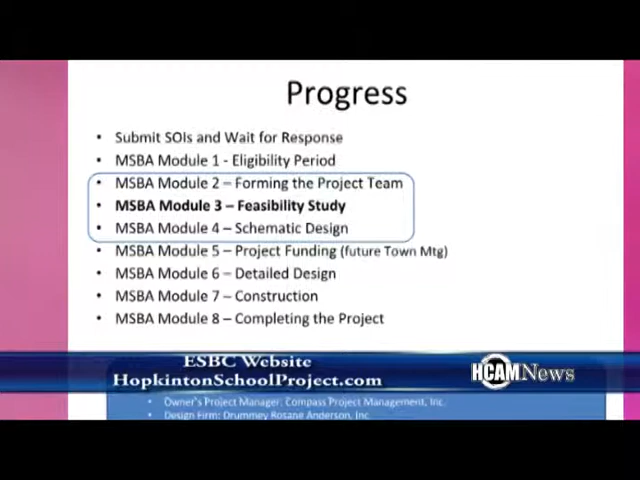 Progress
• Submit SOIs and Wait for Response
• MSBA Module 1 - Eligibility Period
• MSBA Module 2 – Forming the Project Team
• MSBA Module 3 – Feasibility Study
• MSBA Module 4 – Schematic Design
• MSBA Module 5 – Project Funding (future Town Mtg)
• MSBA Module 6 – Detailed Design
• MSBA Module 7 – Construction
• MSBA Module 8 – Completing the Project
ESBC Website
HopkintonSchoolProject.com
HCAM News
• Owner's Project Manager: Compass Project Management, Inc.
• Design Firm: Drummey Rosane Anderson, Inc.